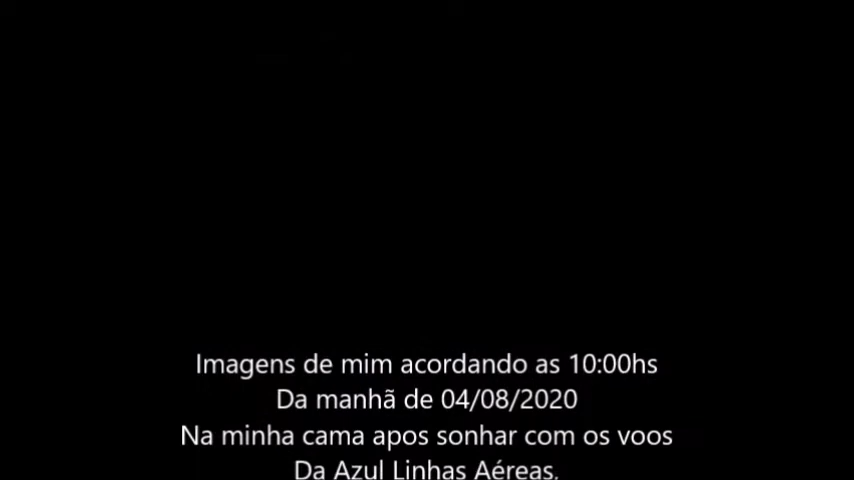 Imagens de mim acordando as 10:00hs
Da manhã de 04/08/2020
Na minha cama apos sonhar com os voos
Da Azul Linhas Aéreas.